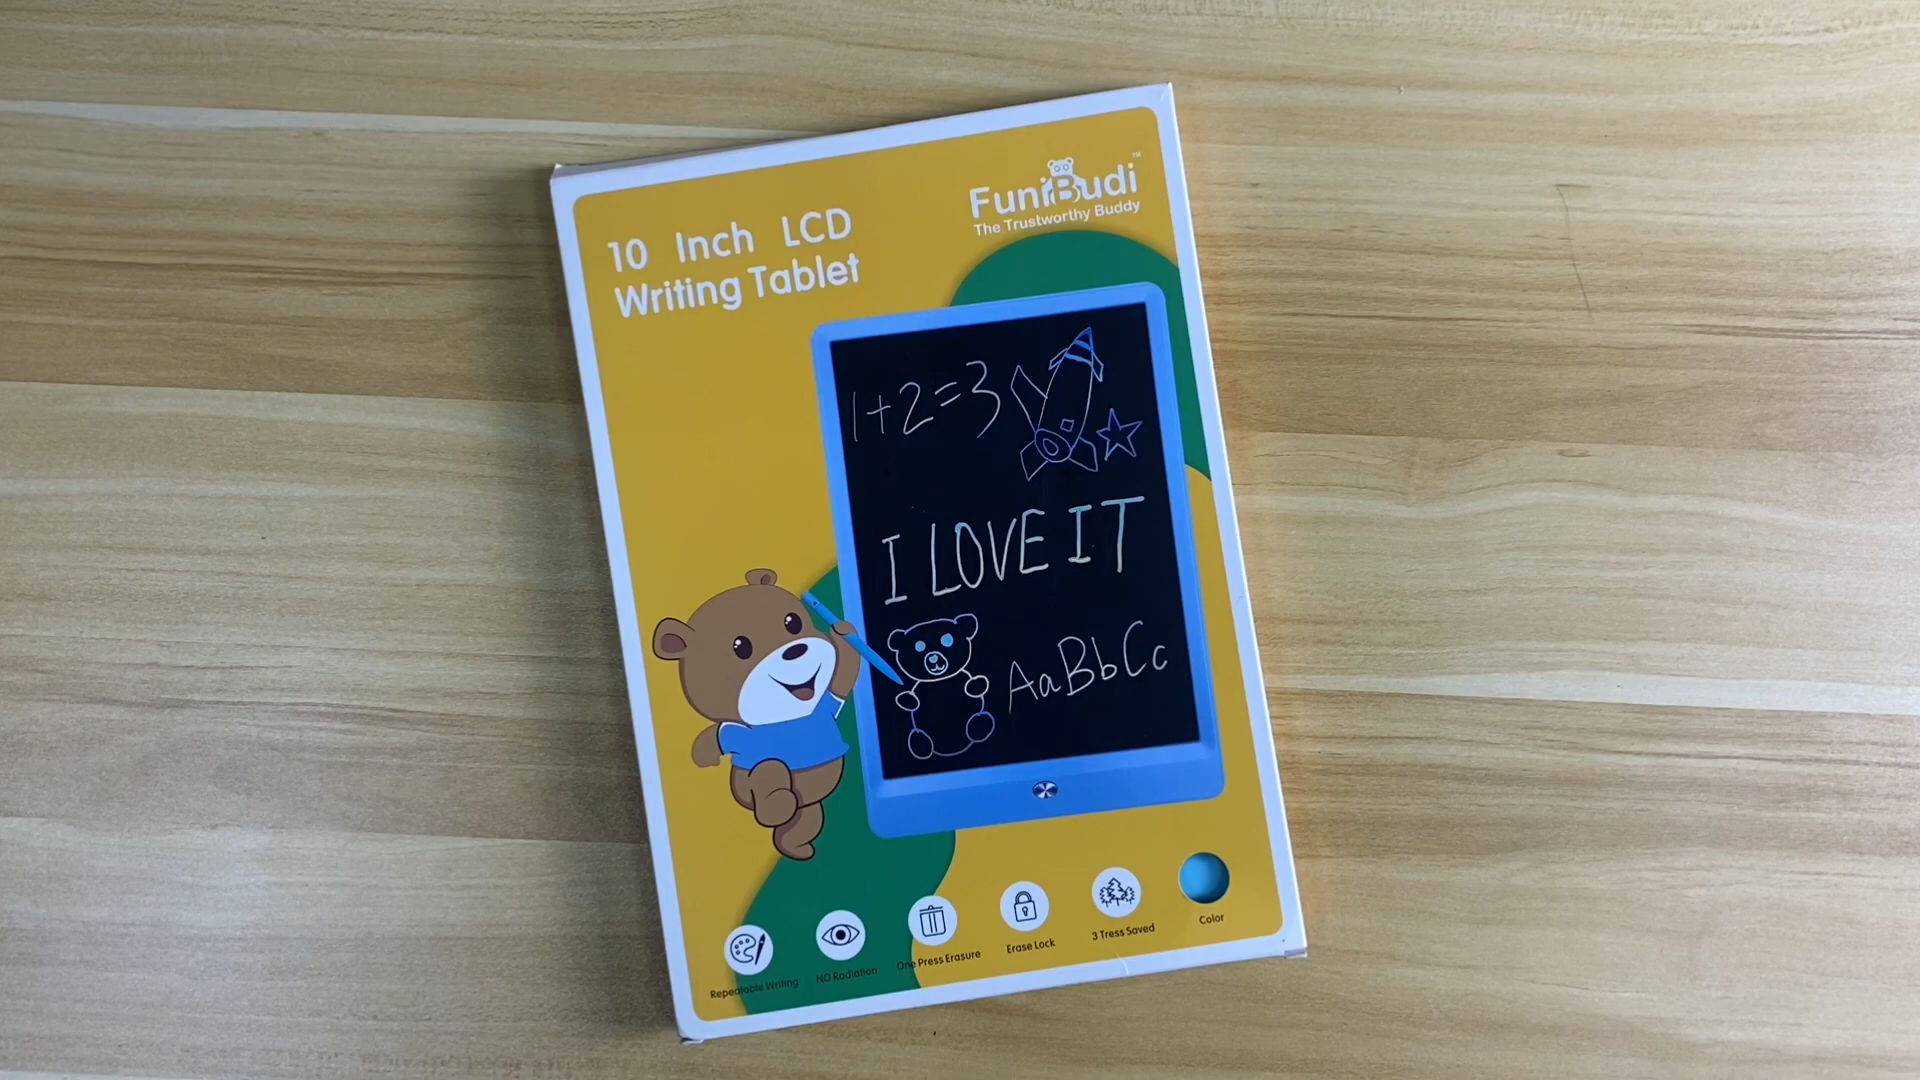 10 Inch LCD
Writing Tablet
FuniBudi™
The Trustworthy Buddy
1+2=3
I LOVE IT
AaBbCc
Repeatable Writing
NO Radiation
One Press Erasure
Erase Lock
3 Tress Saved
Color